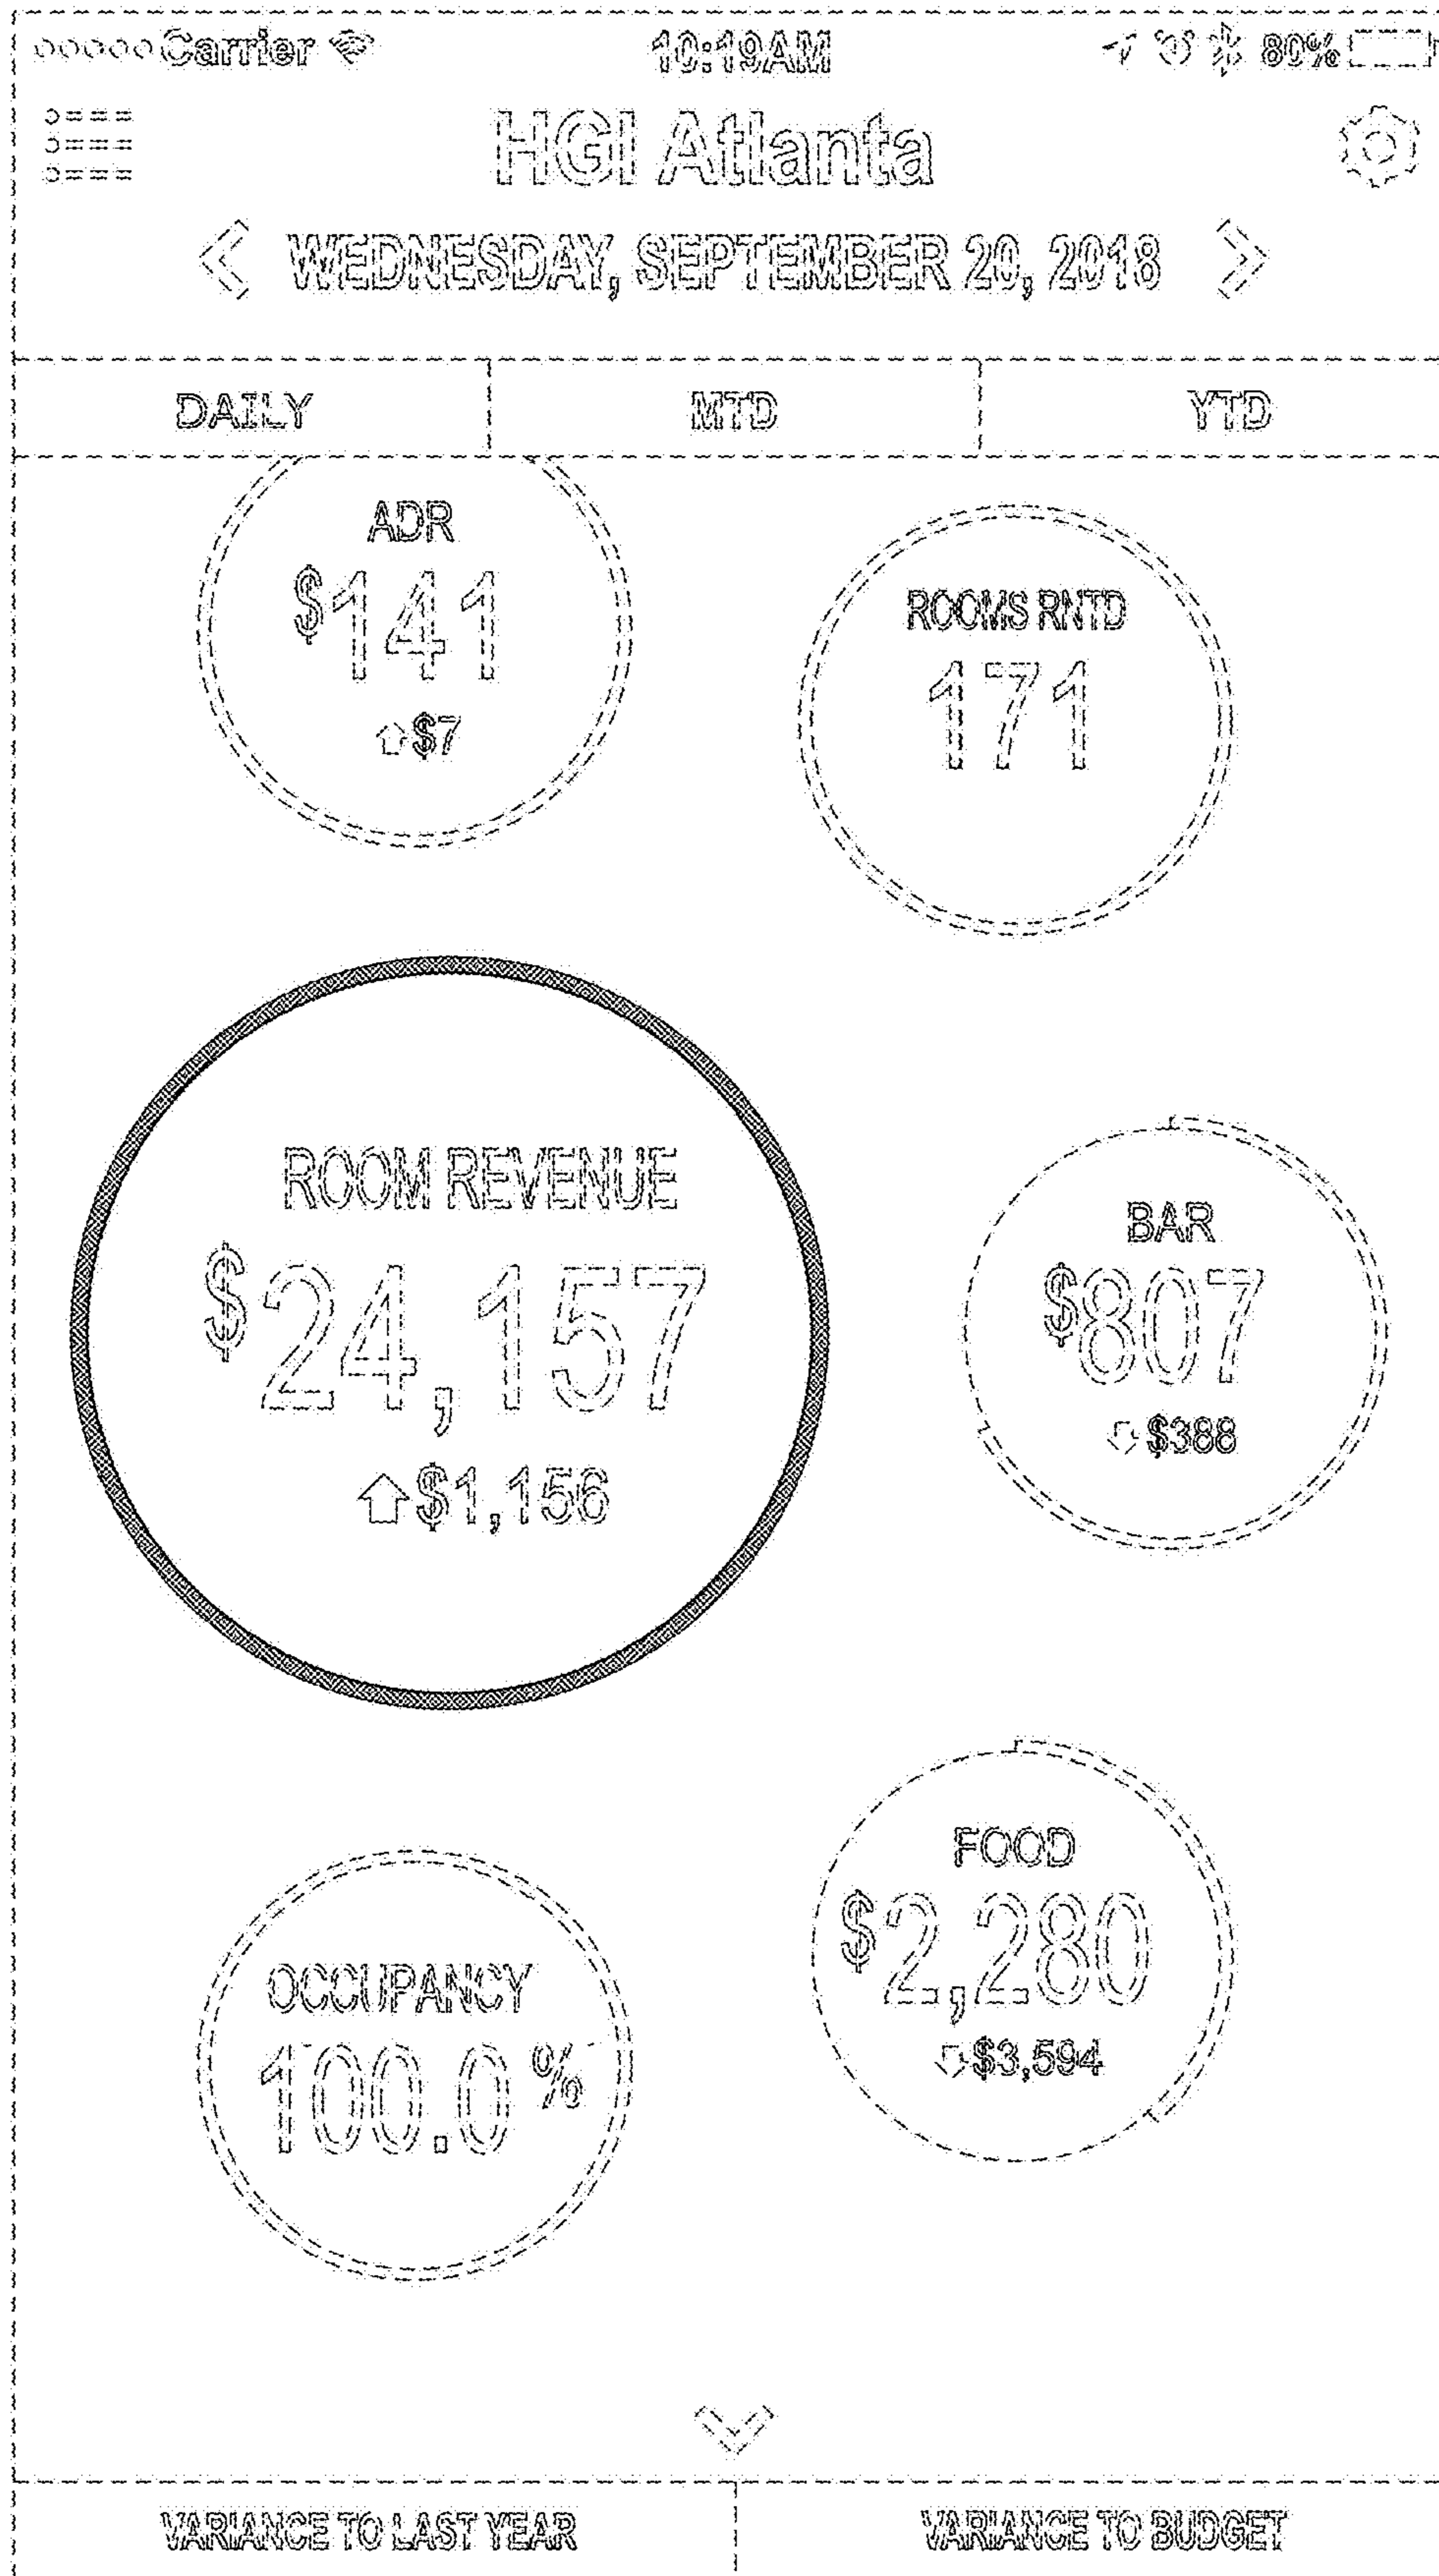 Carrier 10:19AM 80%
HGI Atlanta
WEDNESDAY, SEPTEMBER 20, 2018
DAILY MTD YTD
ADR
$141
$7
ROOMS RNTD
171
ROOM REVENUE
$24,157
$1,156
BAR
$807
$388
FOOD
$2,280
$3,594
OCCUPANCY
100.0%
VARIANCE TO LAST YEAR VARIANCE TO BUDGET